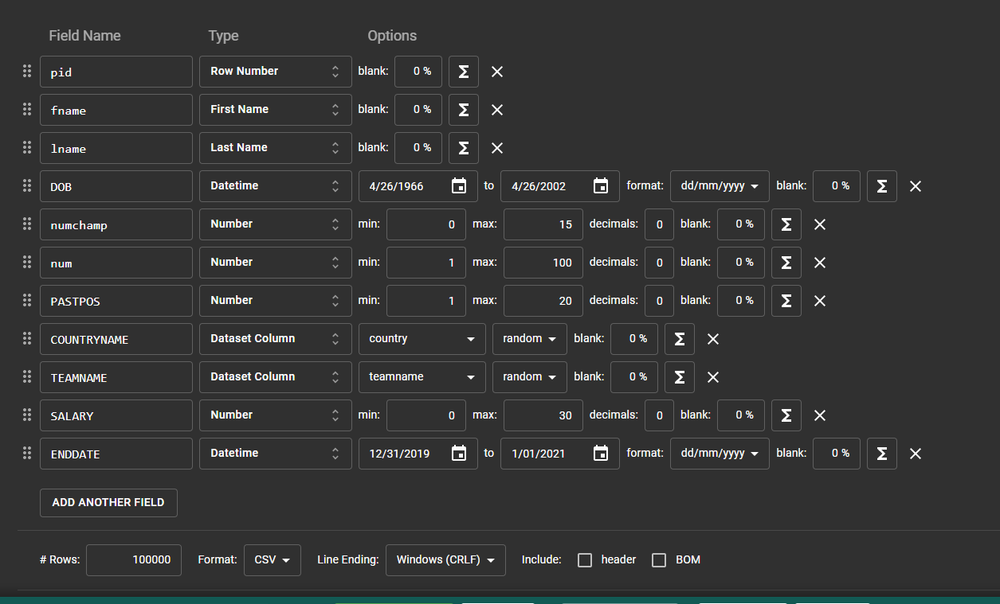 Field Name Type Options
pid Row Number blank: 0 %
fname First Name blank: 0 %
lname Last Name blank: 0 %
DOB Datetime 4/26/1966 to 4/26/2002 format: dd/mm/yyyy blank: 0 %
numchamp Number min: 0 max: 15 decimals: 0 blank: 0 %
num Number min: 1 max: 100 decimals: 0 blank: 0 %
PASTPOS Number min: 1 max: 20 decimals: 0 blank: 0 %
COUNTRYNAME Dataset Column country random blank: 0 %
TEAMNAME Dataset Column teamname random blank: 0 %
SALARY Number min: 0 max: 30 decimals: 0 blank: 0 %
ENDDATE Datetime 12/31/2019 to 1/01/2021 format: dd/mm/yyyy blank: 0 %
ADD ANOTHER FIELD
# Rows: 100000 Format: CSV Line Ending: Windows (CRLF) Include: header BOM